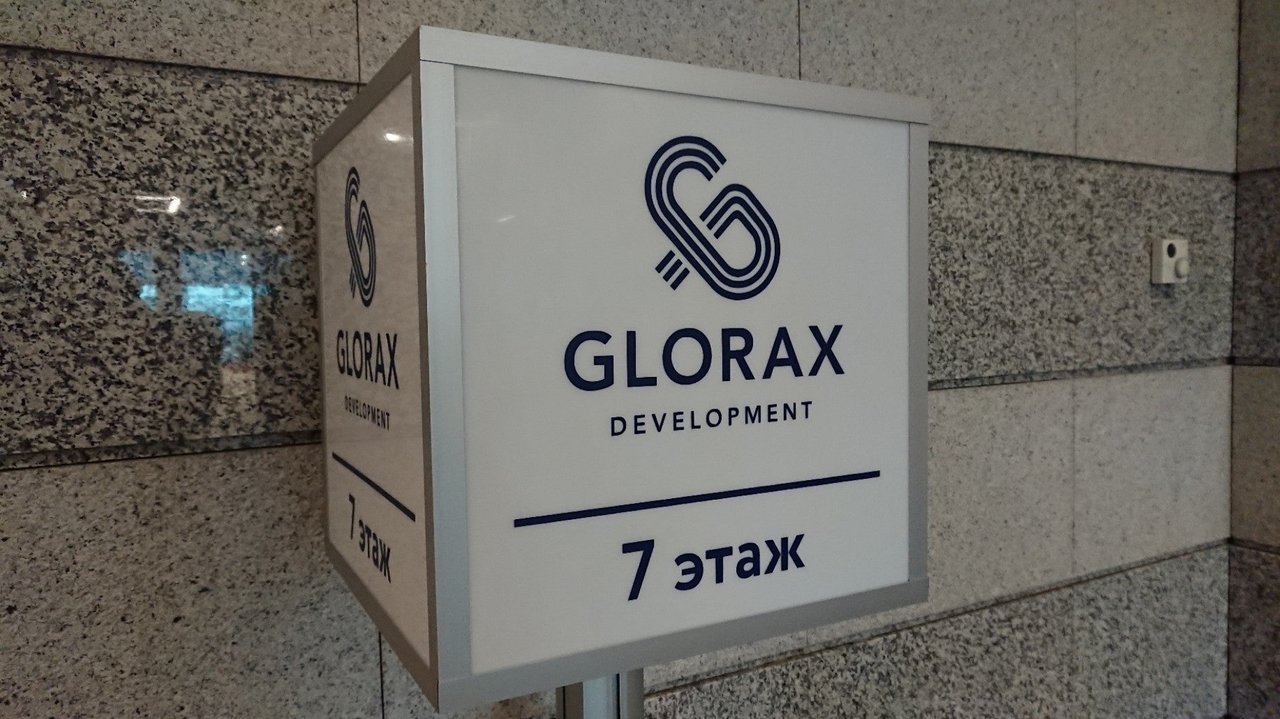 GLORAX
DEVELOPMENT
7 этаж
GLORAX
DEVELOPMENT
7 этаж